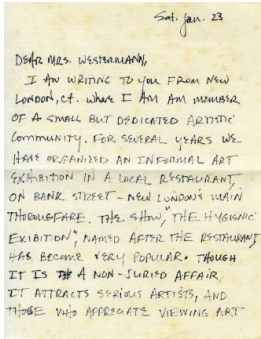 Sat. Jan. 23
DEAR MRS. WESTERMANN,
I AM WRITING TO YOU FROM NEW
LONDON, CT. WHERE I AM AM MEMBER
OF A SMALL BUT DEDICATED ARTISTIC
COMMUNITY. FOR SEVERAL YEARS WE
HAVE ORGANIZED AN INFORMAL ART
EXHIBITION IN A LOCAL RESTAURANT,
ON BANK STREET – NEW LONDON'S MAIN
THOROUGFARE. THE SHOW, "THE HYGIENIC
EXIBITION", NAMED AFTER THE RESTAURANT,
HAS BECOME VERY POPULAR. THOUGH
IT IS A NON-JURIED AFFAIR,
IT ATTRACTS SERIOUS ARTISTS, AND
THOSE WHO APPRECIATE VIEWING ART